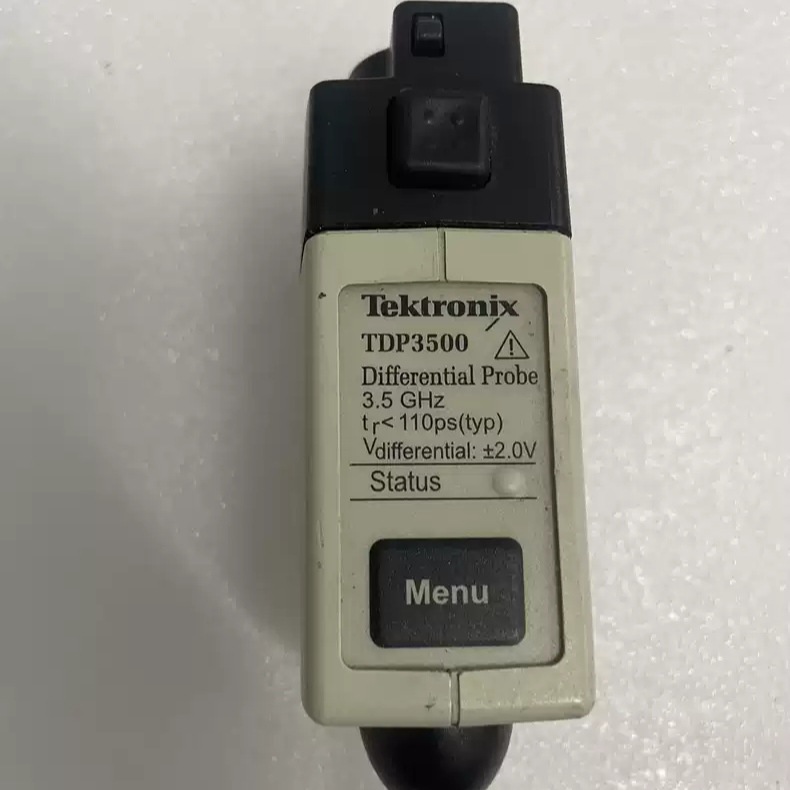 Tektronix
TDP3500
Differential Probe
3.5 GHz
tr< 110ps(typ)
Vdifferential: ±2.0V
Status
Menu